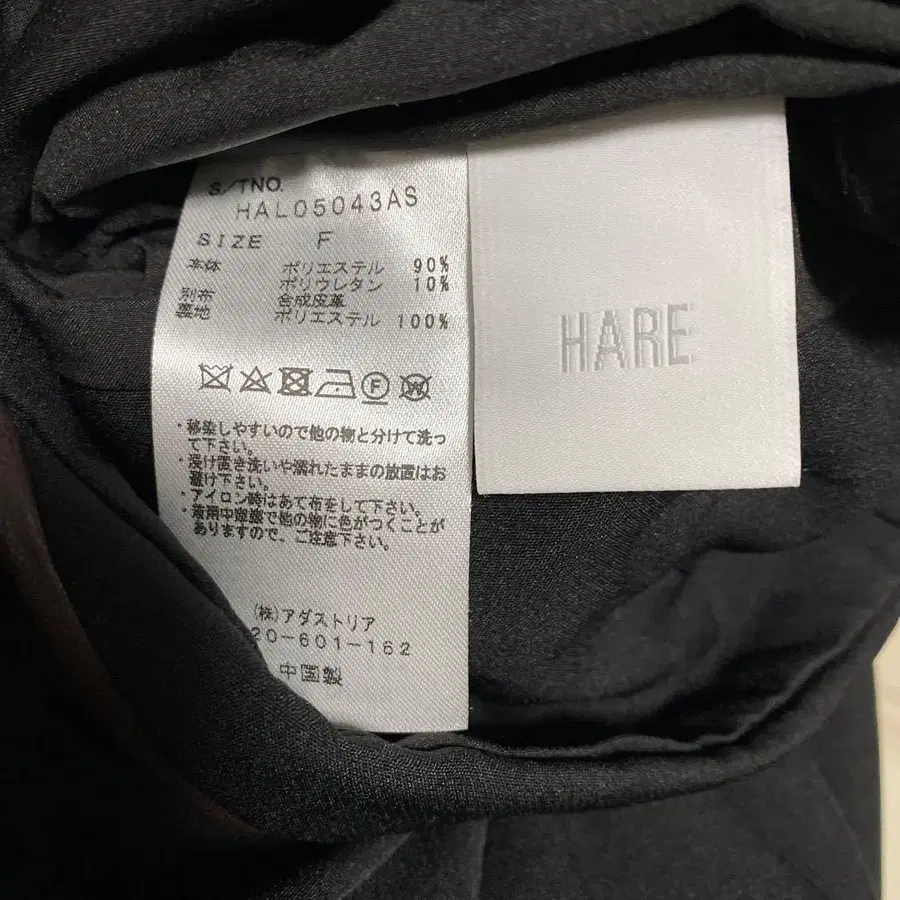 S/TNO.
HAL05043AS
SIZE F
本体 ポリエステル 90%
ポリウレタン 10%
別布 合成皮革
裏地 ポリエステル 100%
F
W
・移染しやすいので他の物と分けて洗っ
て下さい。
・浸け置き洗いや濡れたままの放置はお
避け下さい。
・アイロン時はあて布をして下さい。
・着用中摩擦で他の物に色がつくことが
ありますので、ご注意下さい。
(株)アダストリア
20-601-162
中国製
HARE